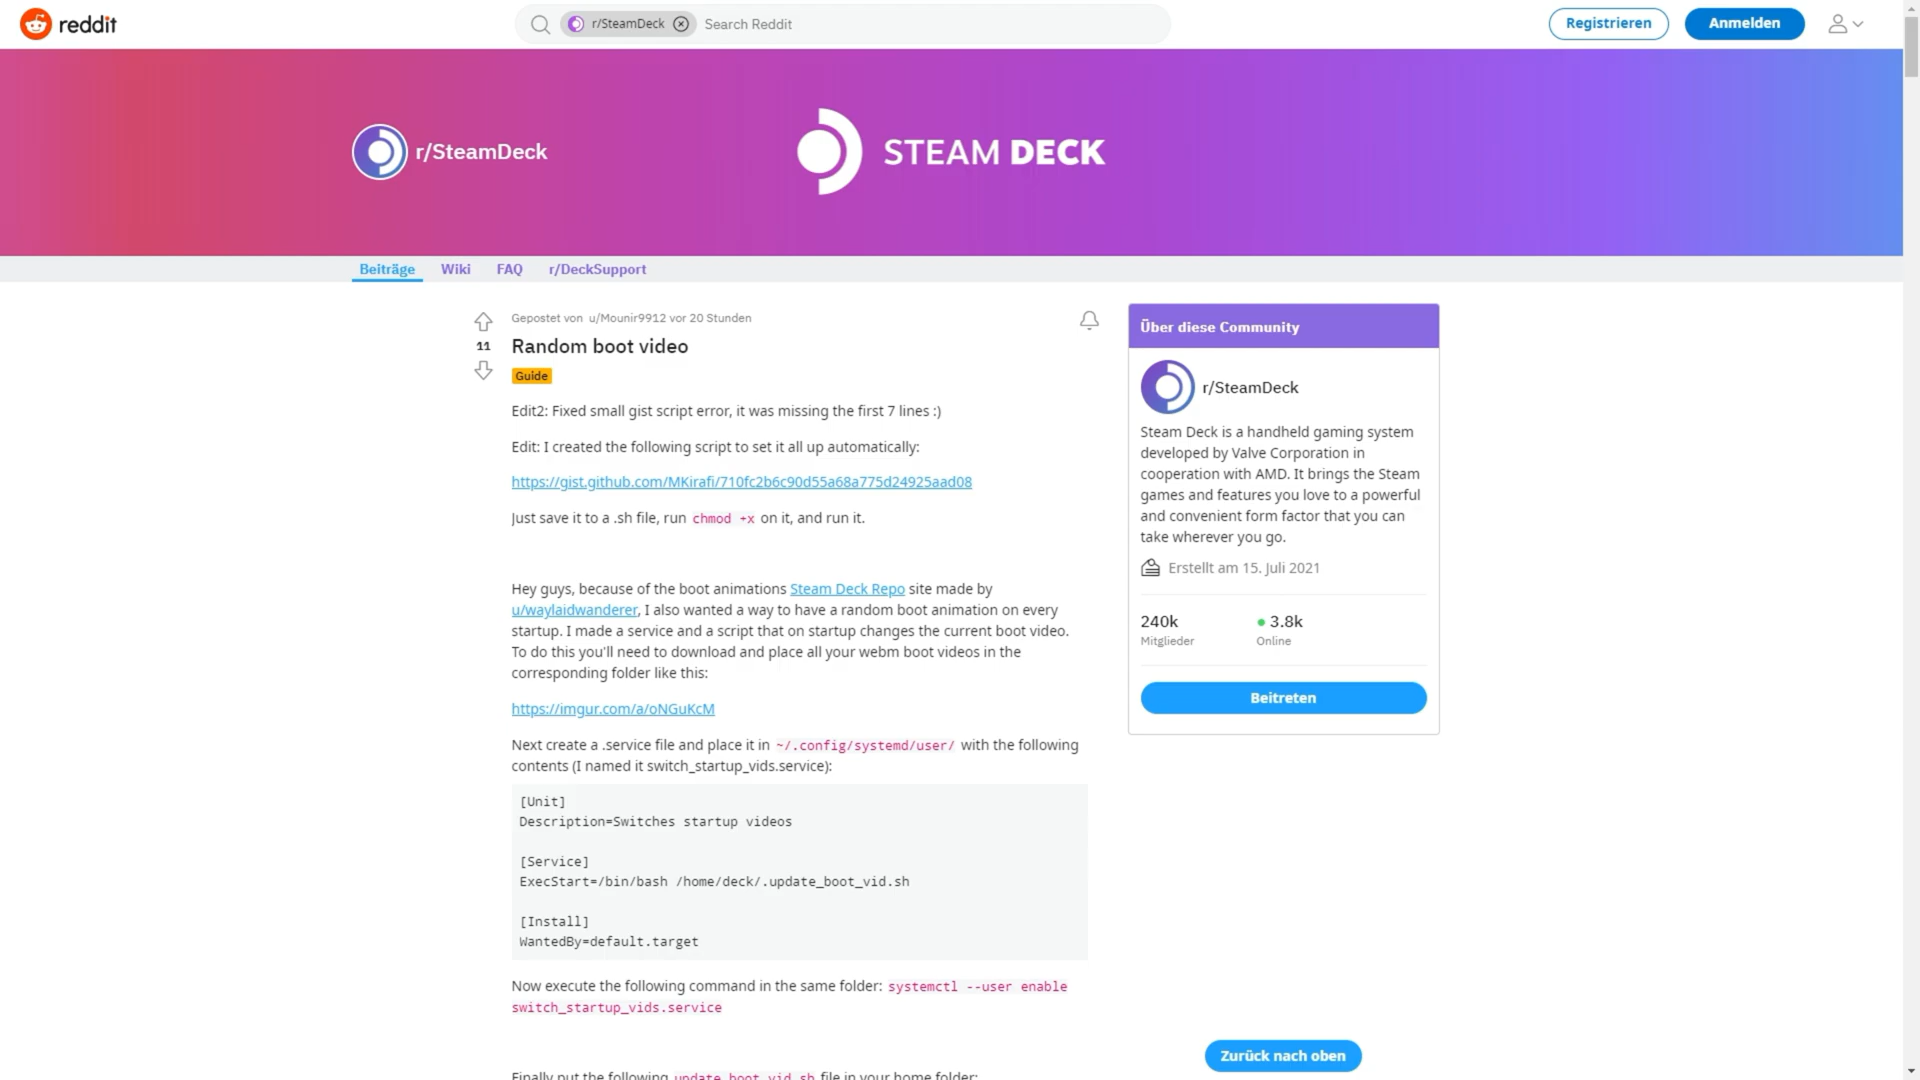 reddit
r/SteamDeck
Search Reddit
Registrieren
Anmelden
r/SteamDeck
STEAM DECK
Beiträge
Wiki
FAQ
r/DeckSupport
Gepostet von u/Mounir9912 vor 20 Stunden
11
Random boot video
Guide
Edit2: Fixed small gist script error, it was missing the first 7 lines :)
Edit: I created the following script to set it all up automatically:
https://gist.github.com/MKirafi/710fc2b6c90d55a68a775d24925aad08
Just save it to a .sh file, run chmod +x on it, and run it.
Hey guys, because of the boot animations Steam Deck Repo site made by
u/waylaidwanderer, I also wanted a way to have a random boot animation on every
startup. I made a service and a script that on startup changes the current boot video.
To do this you'll need to download and place all your webm boot videos in the
corresponding folder like this:
https://imgur.com/a/oNGuKcM
Next create a .service file and place it in ~/.config/systemd/user/ with the following
contents (I named it switch_startup_vids.service):
[Unit]
Description=Switches startup videos
[Service]
ExecStart=/bin/bash /home/deck/.update_boot_vid.sh
[Install]
WantedBy=default.target
Now execute the following command in the same folder: systemctl --user enable
switch_startup_vids.service
Finally put the following update_boot_vid.sh file in your home folder:
Über diese Community
r/SteamDeck
Steam Deck is a handheld gaming system
developed by Valve Corporation in
cooperation with AMD. It brings the Steam
games and features you love to a powerful
and convenient form factor that you can
take wherever you go.
Erstellt am 15. Juli 2021
240k
Mitglieder
3.8k
Online
Beitreten
Zurück nach oben